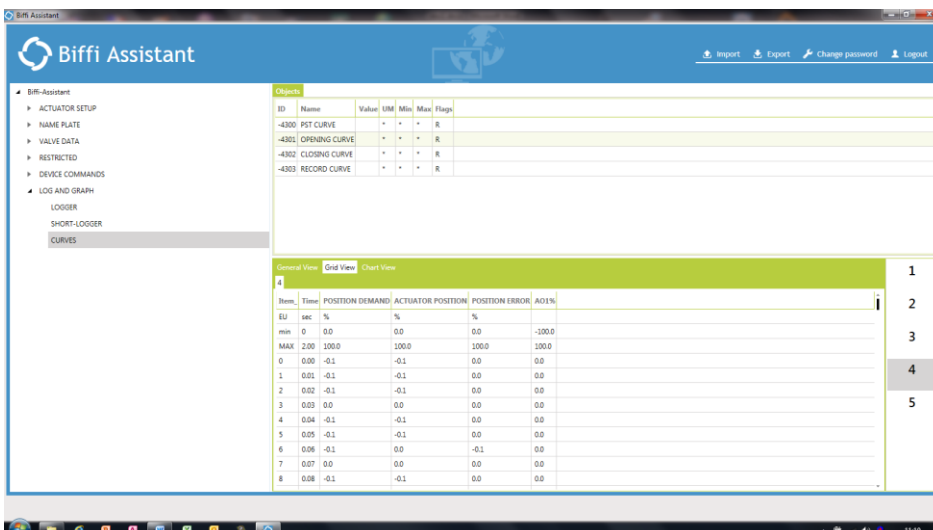 Biffi Assistant
Biffi Assistant
Import Export Change password Logout
Biffi-Assistant
ACTUATOR SETUP
NAME PLATE
VALVE DATA
RESTRICTED
DEVICE COMMANDS
LOG AND GRAPH
LOGGER
SHORT-LOGGER
CURVES
Objects
ID Name Value UM Min Max Flags
-4300 PST CURVE * * * R
-4301 OPENING CURVE * * * R
-4302 CLOSING CURVE * * * R
-4303 RECORD CURVE * * * R
General View Grid View Chart View
4
Item_ Time POSITION DEMAND ACTUATOR POSITION POSITION ERROR AO1%
EU sec % % %
min 0 0.0 0.0 0.0 -100.0
MAX 2.00 100.0 100.0 100.0 100.0
0 0.00 -0.1 -0.1 0.0 0.0
1 0.01 -0.1 -0.1 0.0 0.0
2 0.02 -0.1 -0.1 0.0 0.0
3 0.03 0.0 0.0 0.0 0.0
4 0.04 -0.1 -0.1 0.0 0.0
5 0.05 -0.1 -0.1 0.0 0.0
6 0.06 -0.1 0.0 -0.1 0.0
7 0.07 0.0 0.0 0.0 0.0
8 0.08 -0.1 -0.1 0.0 0.0
1
2
3
4
5
11:10